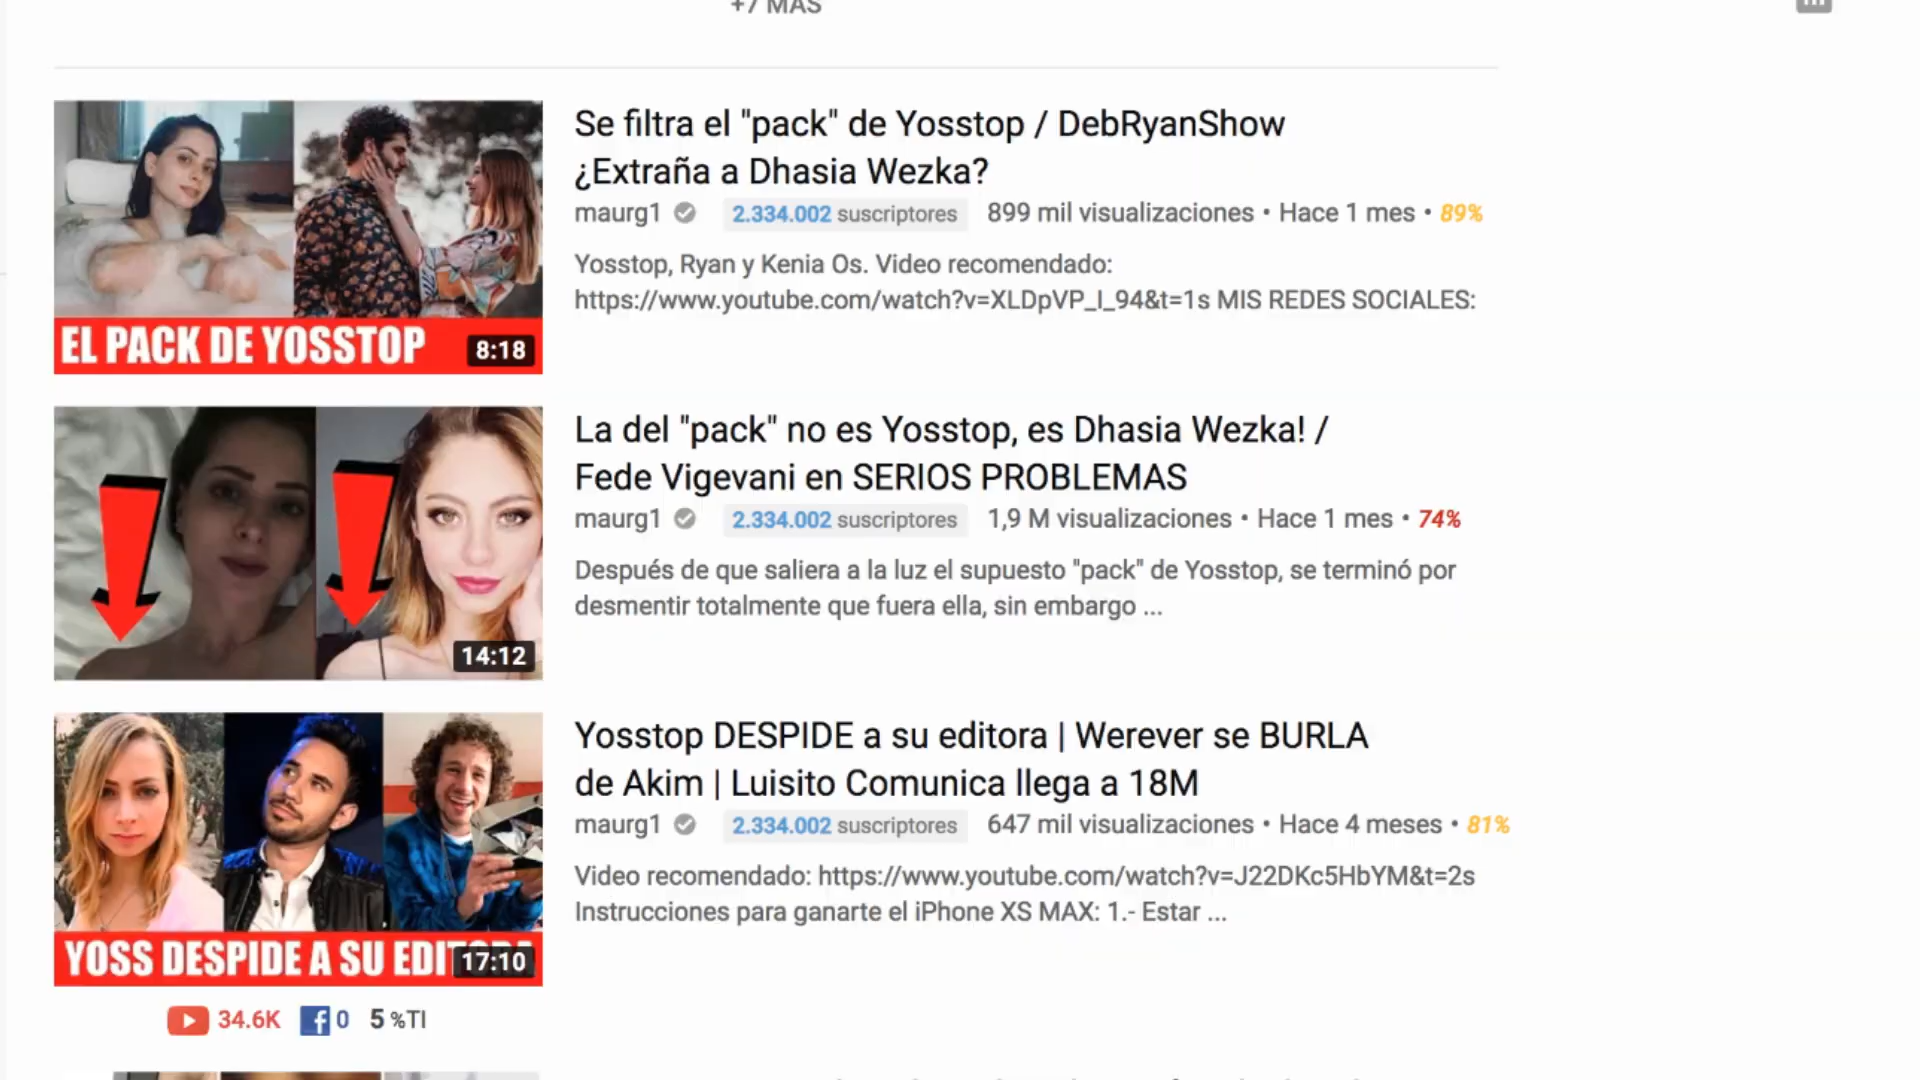 +7 MÁS
Se filtra el "pack" de Yosstop / DebRyanShow
¿Extraña a Dhasia Wezka?
maurg1 2.334.002 suscriptores 899 mil visualizaciones • Hace 1 mes • 89%
Yosstop, Ryan y Kenia Os. Video recomendado:
https://www.youtube.com/watch?v=XLDpVP_I_94&t=1s MIS REDES SOCIALES:
EL PACK DE YOSSTOP
8:18
La del "pack" no es Yosstop, es Dhasia Wezka! /
Fede Vigevani en SERIOS PROBLEMAS
maurg1 2.334.002 suscriptores 1,9 M visualizaciones • Hace 1 mes • 74%
Después de que saliera a la luz el supuesto "pack" de Yosstop, se terminó por
desmentir totalmente que fuera ella, sin embargo ...
14:12
Yosstop DESPIDE a su editora | Werever se BURLA
de Akim | Luisito Comunica llega a 18M
maurg1 2.334.002 suscriptores 647 mil visualizaciones • Hace 4 meses • 81%
Video recomendado: https://www.youtube.com/watch?v=J22DKc5HbYM&t=2s
Instrucciones para ganarte el iPhone XS MAX: 1.- Estar ...
YOSS DESPIDE A SU EDITORA
17:10
34.6K f 0 5 %TI